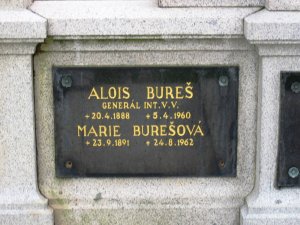 ALOIS BUREŠ
GENERÁL INT. V. V.
+20.4.1888 +5.4.1960
MARIE BUREŠOVÁ
+23.9.1891 +24.8.1962